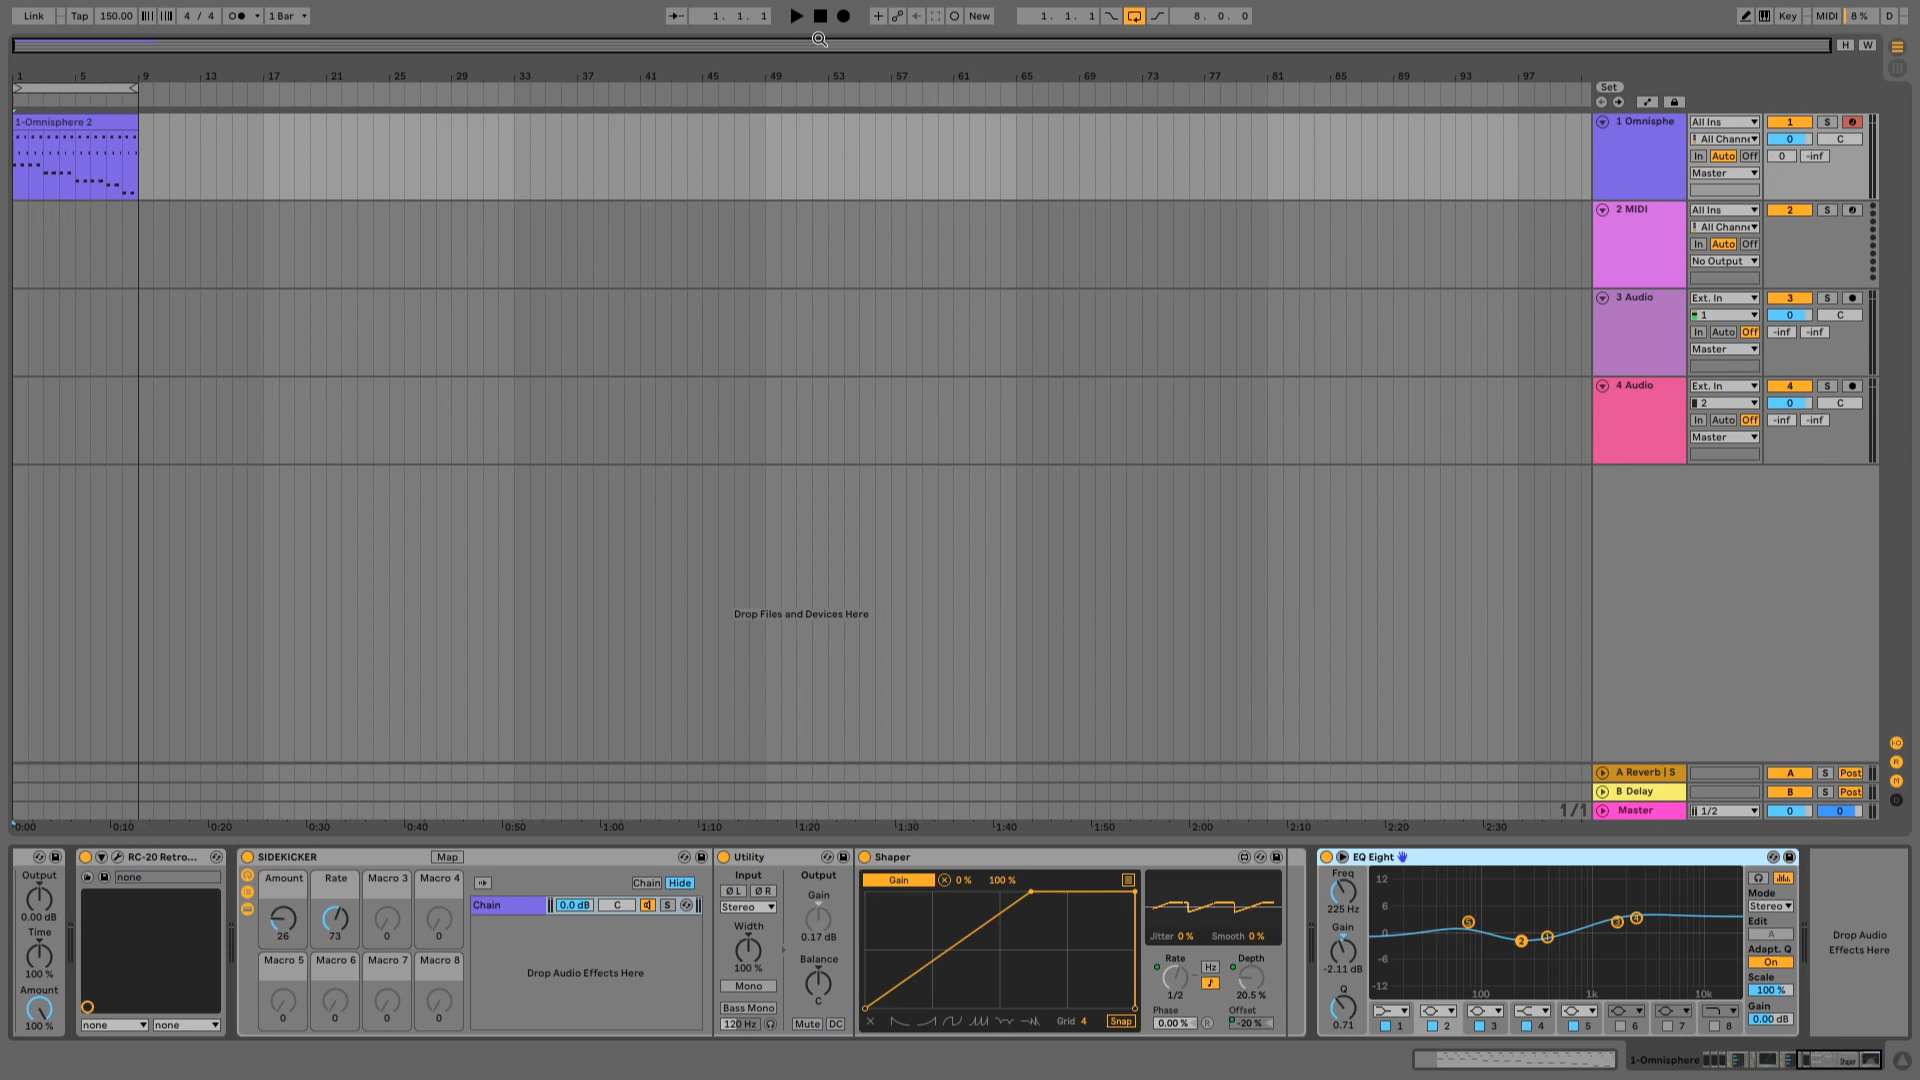 Link Tap 150.00 4 / 4 1 Bar 1. 1. 1 New 1. 1. 1 8. 0. 0 Key MIDI 8 % D
H W
1 5 9 13 17 21 25 29 33 37 41 45 49 53 57 61 65 69 73 77 81 85 89 93 97
Set
1-Omnisphere 2
1 Omnisphe All Ins 1 S
All Channe 0 C
In Auto Off 0 -inf
Master
2 MIDI All Ins 2 S
All Channe
In Auto Off
No Output
3 Audio Ext. In 3 S
1 0 C
In Auto Off -inf -inf
Master
4 Audio Ext. In 4 S
2 0 C
In Auto Off -inf -inf
Master
Drop Files and Devices Here
A Reverb | S A S Post
B Delay B S Post
1/1 Master 1/2 0 0
0:00 0:10 0:20 0:30 0:40 0:50 1:00 1:10 1:20 1:30 1:40 1:50 2:00 2:10 2:20 2:30
Output
0.00 dB
Time
100 %
Amount
100 %
RC-20 Retro...
none
none none
SIDEKICKER Map
Amount Rate Macro 3 Macro 4
26 73 0 0
Macro 5 Macro 6 Macro 7 Macro 8
0 0 0 0
Chain Hide
Chain 0.0 dB C S
Drop Audio Effects Here
Utility
Input Output
Ø L Ø R Gain
Stereo
Width 0.17 dB
100 % Balance
Mono C
Bass Mono
120 Hz Mute DC
Shaper
Gain 0 % 100 %
Grid 4 Snap
Jitter 0 % Smooth 0 %
Rate Hz Depth
1/2 20.5 %
Phase Offset
0.00 % R -20 %
EQ Eight
Freq
225 Hz
Gain
-2.11 dB
Q
0.71
12
6
0
-6
-12
100 1k 10k
5 2 3 4
1 2 3 4 5 6 7 8
Mode
Stereo
Edit
A
Adapt. Q
On
Scale
100 %
Gain
0.00 dB
Drop Audio
Effects Here
1-Omnisphere Shaper